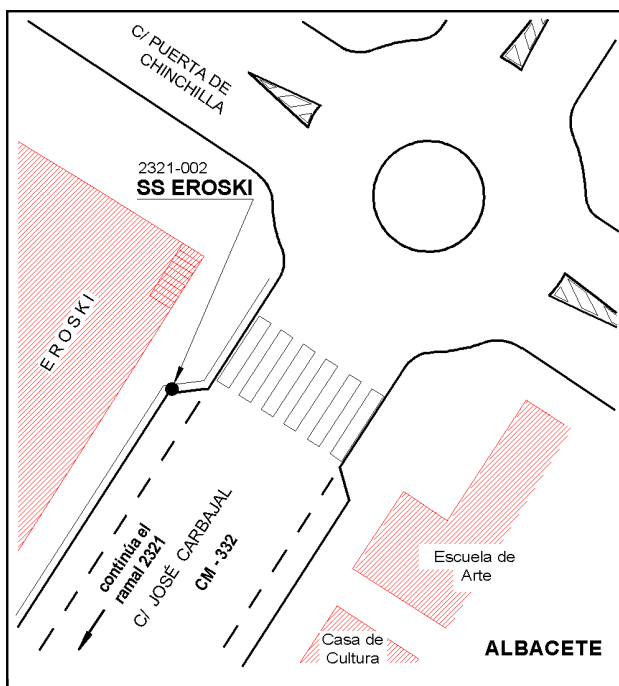 C/ PUERTA DE
CHINCHILLA
2321-002
SS EROSKI
EROSKI
continúa el
ramal 2321
C/ JOSÉ CARBAJAL
CM - 332
Escuela de
Arte
Casa de
Cultura
ALBACETE